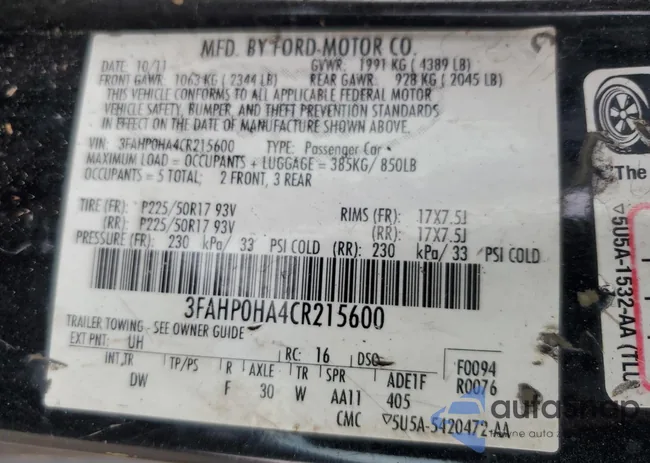 MFD. BY FORD MOTOR CO.
DATE: 10/11 GVWR: 1991 KG ( 4389 LB)
FRONT GAWR: 1063 KG ( 2344 LB) REAR GAWR: 928 KG ( 2045 LB)
THIS VEHICLE CONFORMS TO ALL APPLICABLE FEDERAL MOTOR
VEHICLE SAFETY, BUMPER, AND THEFT PREVENTION STANDARDS
IN EFFECT ON THE DATE OF MANUFACTURE SHOWN ABOVE.
VIN: 3FAHP0HA4CR215600 TYPE: Passenger Car
MAXIMUM LOAD = OCCUPANTS + LUGGAGE = 385KG/ 850LB
OCCUPANTS = 5 TOTAL; 2 FRONT, 3 REAR
TIRE (FR): P225/50R17 93V RIMS (FR): 17X7.5J
(RR): P225/50R17 93V (RR): 17X7.5J
PRESSURE (FR): 230 kPa/ 33 PSI COLD (RR): 230 kPa/ 33 PSI COLD
3FAHP0HA4CR215600
TRAILER TOWING - SEE OWNER GUIDE
EXT PNT: UH RC: 16 DSO: F0094
INT.TR TP/PS R AXLE TR SPR ADE1F R0076
DW F 30 W AA11 405
CMC ▽5U5A-5420472-AA
The
▽5U5A-1532-AA (TLU
autosnap